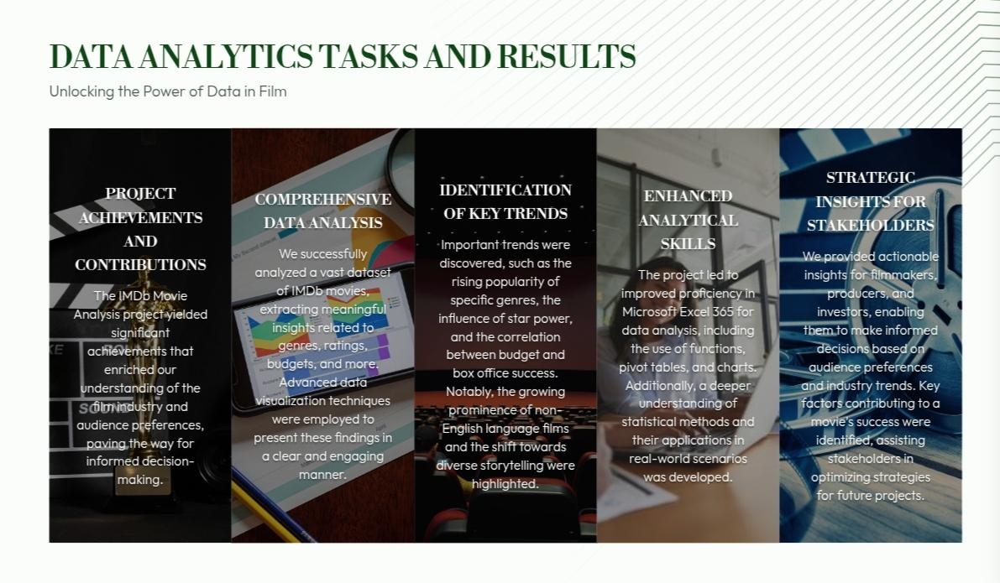 DATA ANALYTICS TASKS AND RESULTS
Unlocking the Power of Data in Film
PROJECT
ACHIEVEMENTS
AND
CONTRIBUTIONS
The IMDb Movie
Analysis project yielded
significant
achievements that
enriched our
understanding of the
film industry and
audience preferences,
paving the way for
informed decision-
making.
COMPREHENSIVE
DATA ANALYSIS
We successfully
analyzed a vast dataset
of IMDb movies,
extracting meaningful
insights related to
genres, ratings,
budgets, and more.
Advanced data
visualization techniques
were employed to
present these findings in
a clear and engaging
manner.
IDENTIFICATION
OF KEY TRENDS
Important trends were
discovered, such as the
rising popularity of
specific genres, the
influence of star power,
and the correlation
between budget and
box office success.
Notably, the growing
prominence of non-
English language films
and the shift towards
diverse storytelling were
highlighted.
ENHANCED
ANALYTICAL
SKILLS
The project led to
improved proficiency in
Microsoft Excel 365 for
data analysis, including
the use of functions,
pivot tables, and charts.
Additionally, a deeper
understanding of
statistical methods and
their applications in
real-world scenarios
was developed.
STRATEGIC
INSIGHTS FOR
STAKEHOLDERS
We provided actionable
insights for filmmakers,
producers, and
investors, enabling
them to make informed
decisions based on
audience preferences
and industry trends. Key
factors contributing to a
movie's success were
identified, assisting
stakeholders in
optimizing strategies
for future projects.